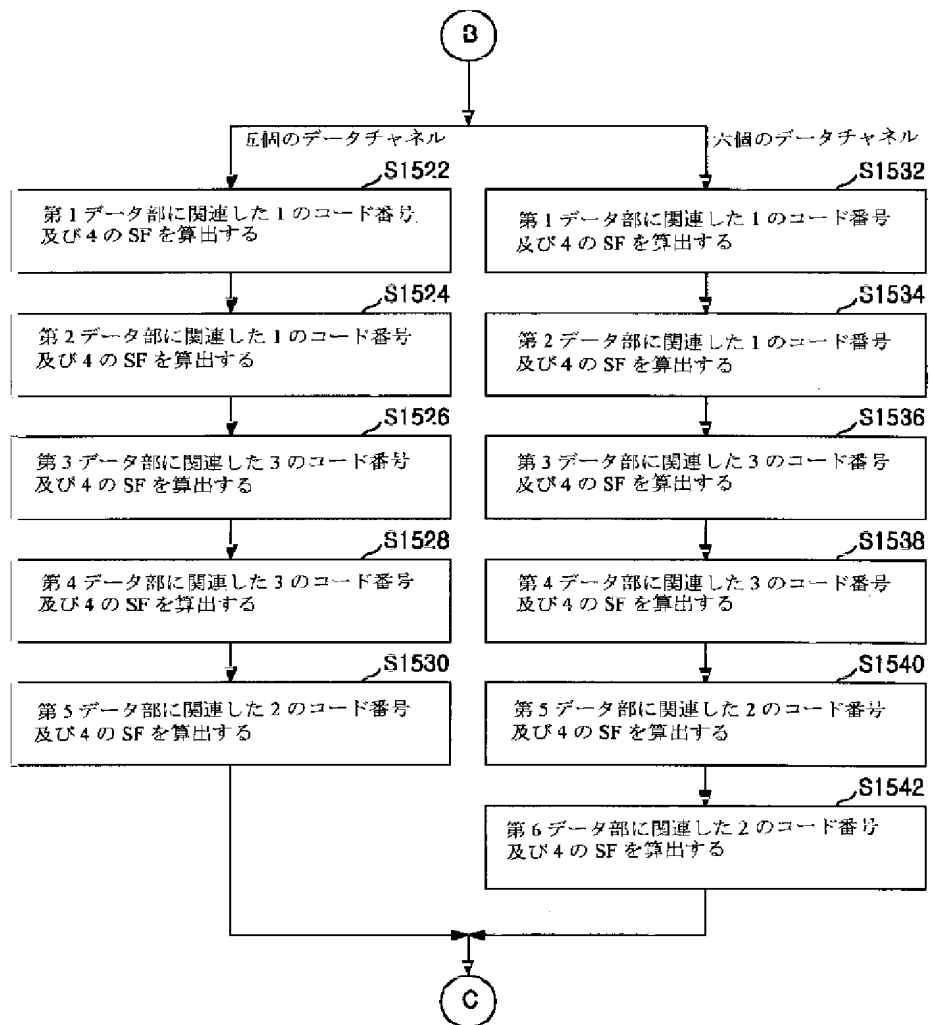 B
五個のデータチャネル
S1522
第1データ部に関連した1のコード番号
及び4のSFを算出する
S1524
第2データ部に関連した1のコード番号
及び4のSFを算出する
S1526
第3データ部に関連した3のコード番号
及び4のSFを算出する
S1528
第4データ部に関連した3のコード番号
及び4のSFを算出する
S1530
第5データ部に関連した2のコード番号
及び4のSFを算出する
六個のデータチャネル
S1532
第1データ部に関連した1のコード番号
及び4のSFを算出する
S1534
第2データ部に関連した1のコード番号
及び4のSFを算出する
S1536
第3データ部に関連した3のコード番号
及び4のSFを算出する
S1538
第4データ部に関連した3のコード番号
及び4のSFを算出する
S1540
第5データ部に関連した2のコード番号
及び4のSFを算出する
S1542
第6データ部に関連した2のコード番号
及び4のSFを算出する
C